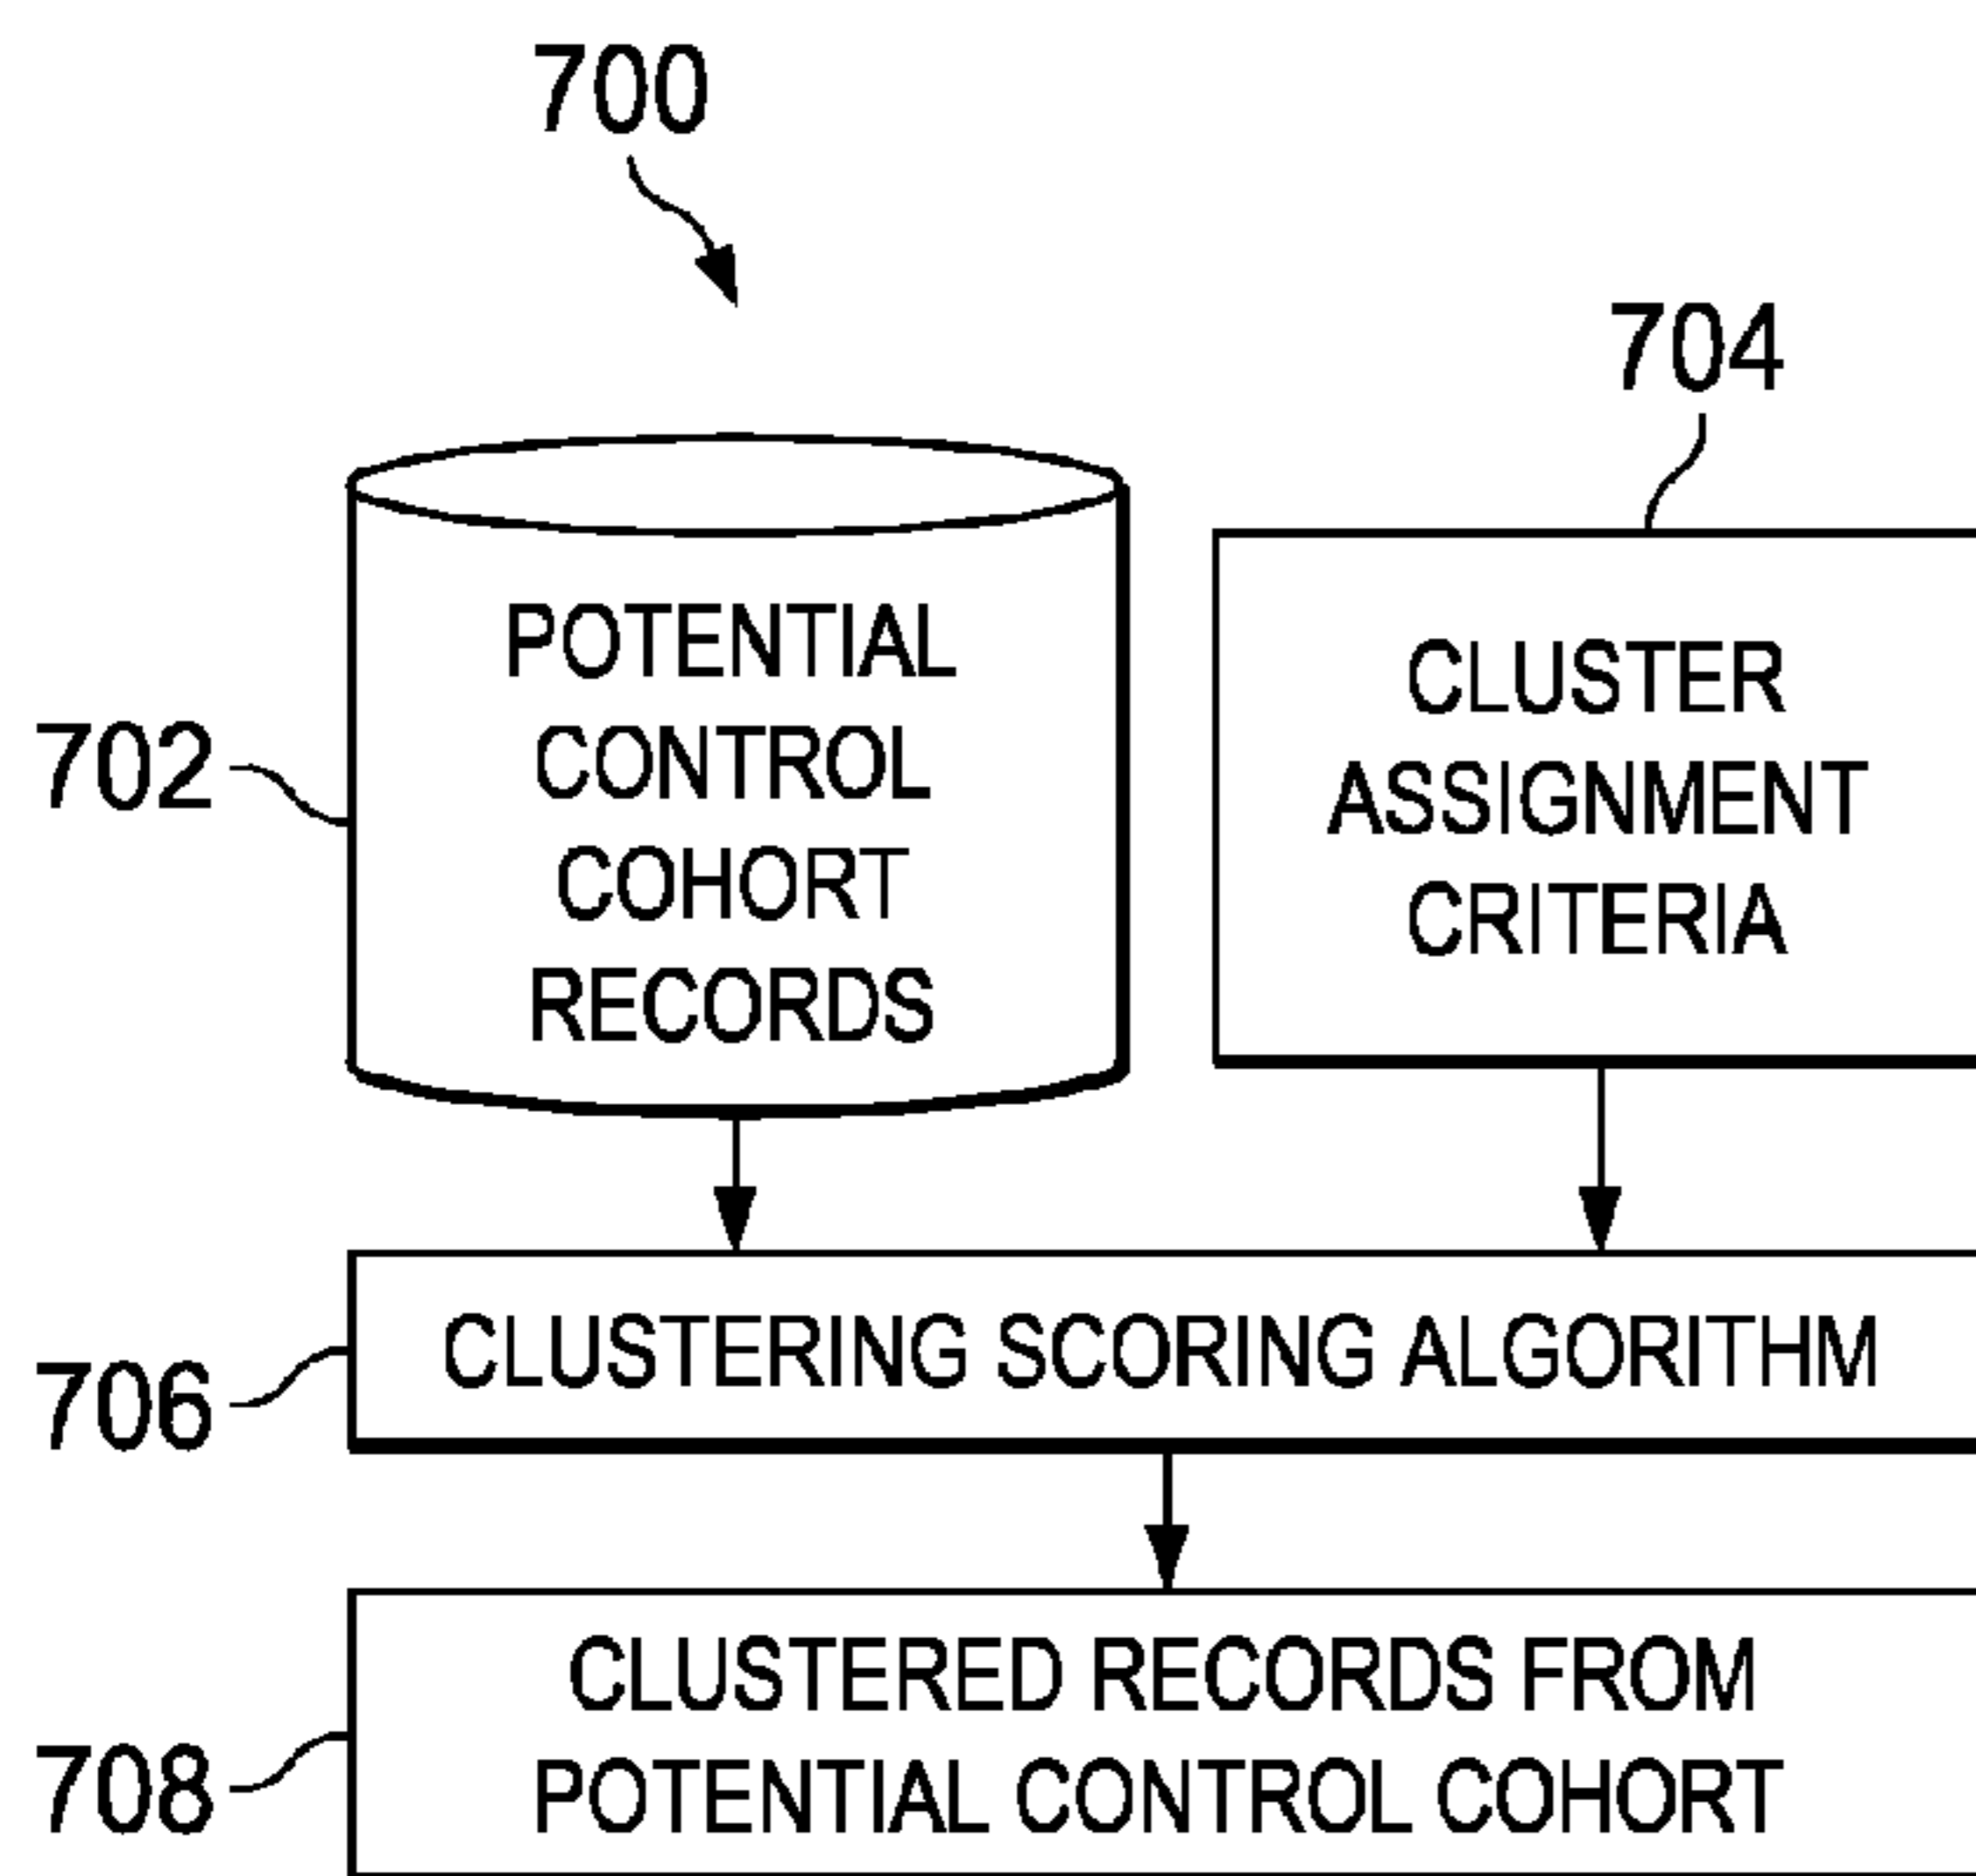 700
704
702
POTENTIAL
CONTROL
COHORT
RECORDS
CLUSTER
ASSIGNMENT
CRITERIA
706
CLUSTERING SCORING ALGORITHM
708
CLUSTERED RECORDS FROM
POTENTIAL CONTROL COHORT